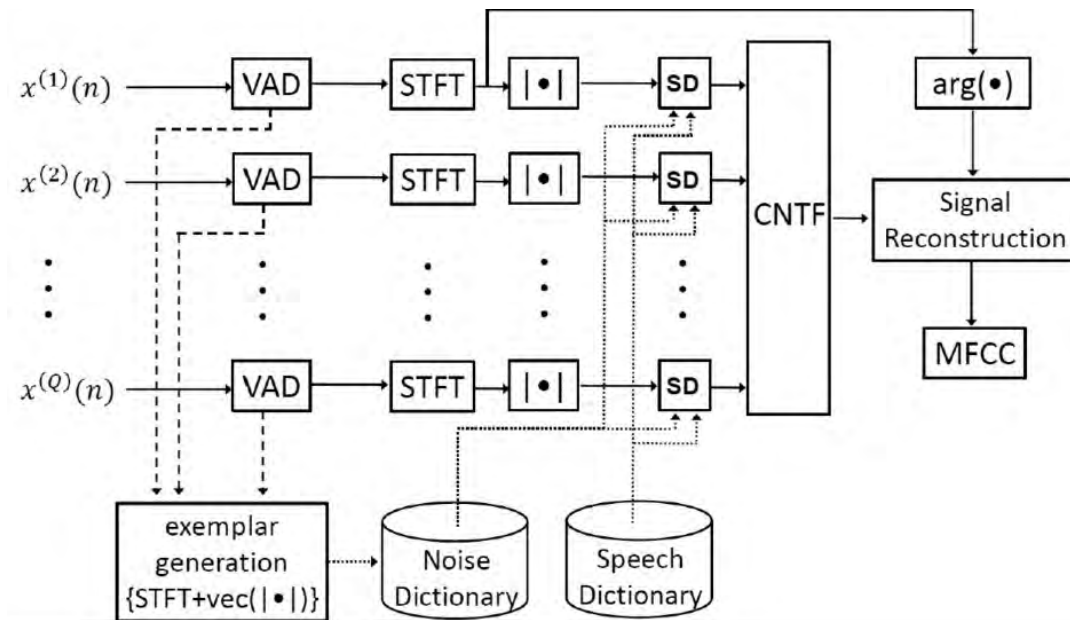 x^{(1)}(n) VAD STFT |•| SD arg(•)
x^{(2)}(n) VAD STFT |•| SD
CNTF
Signal
Reconstruction
MFCC
x^{(Q)}(n) VAD STFT |•| SD
exemplar
generation
{STFT+vec(|•|)}
Noise
Dictionary
Speech
Dictionary